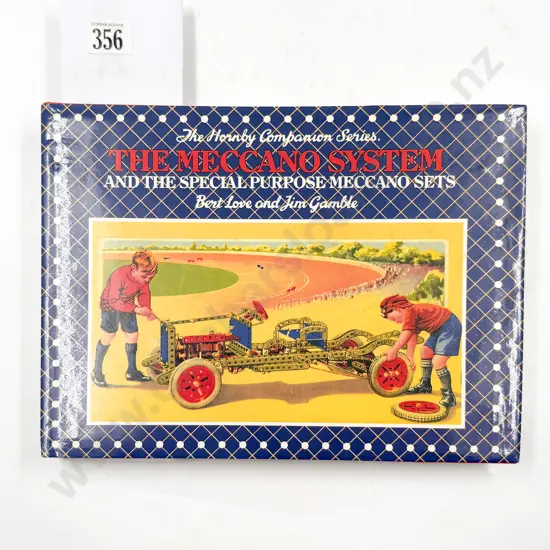 356
The Hornby Companion Series.
THE MECCANO SYSTEM
AND THE SPECIAL PURPOSE MECCANO SETS
Bert Love and Jim Gamble